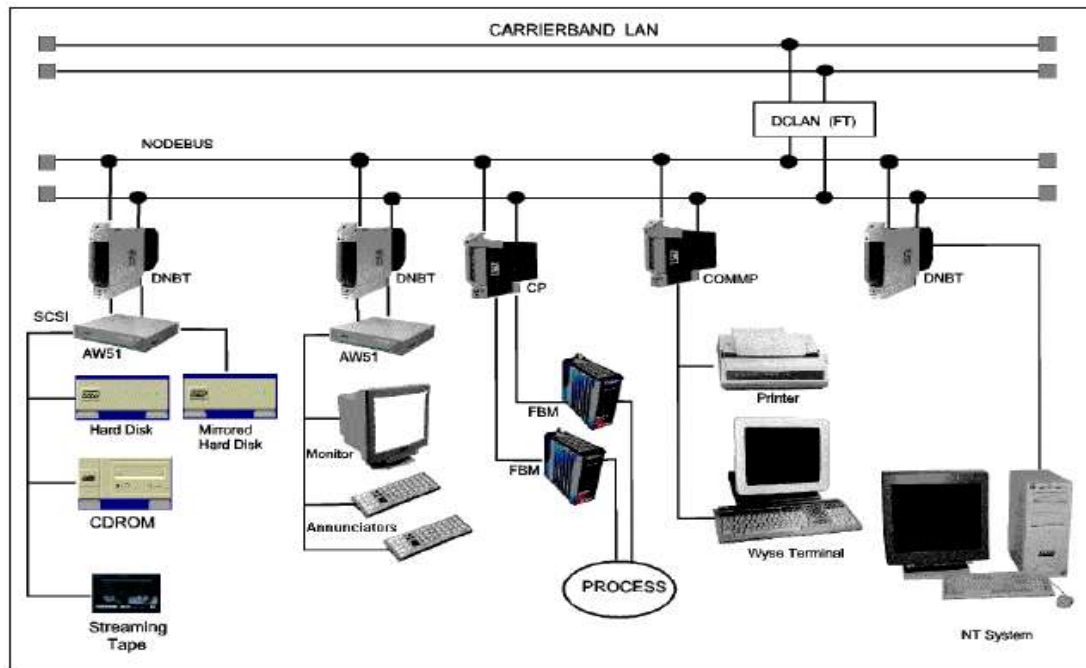 CARRIERBAND LAN
DCLAN (FT)
NODEBUS
DNBT
DNBT
CP
COMMP
DNBT
SCSI
AW51
AW51
Hard Disk
Mirrored
Hard Disk
Monitor
FBM
FBM
Printer
CDROM
Annunciators
Wyse Terminal
PROCESS
Streaming
Tape
NT System